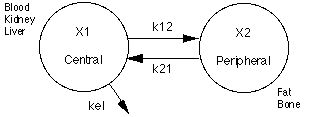 Blood
Kidney
Liver
X1
Central
k12
k21
X2
Peripheral
kel
Fat
Bone